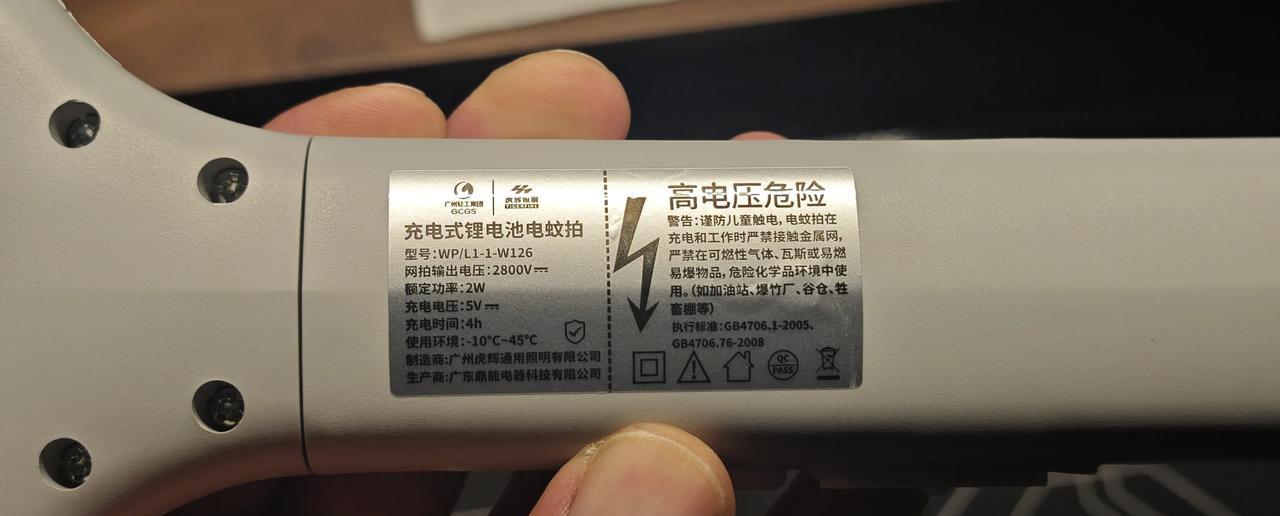 广州轻工集团
GCGS
虎辉照明
TIGERFIRE
充电式锂电池电蚊拍
型号:WP/L1-1-W126
网拍输出电压:2800V
额定功率:2W
充电电压:5V
充电时间:4h
使用环境:-10℃~45℃
制造商:广州虎辉通用照明有限公司
生产商:广东鼎能电器科技有限公司
高电压危险
警告:谨防儿童触电,电蚊拍在
充电和工作时严禁接触金属网,
严禁在可燃性气体、瓦斯或易燃
易爆物品,危险化学品环境中使
用。(如加油站、爆竹厂、谷仓、牲
畜棚等)
执行标准:GB4706.1-2005、
GB4706.76-2008
QC
PASS